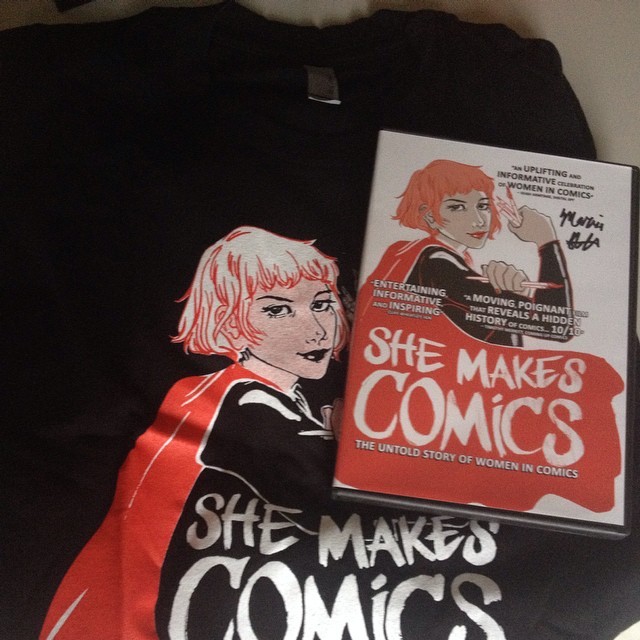 "AN UPLIFTING AND
INFORMATIVE CELEBRATION
OF WOMEN IN COMICS"
"ENTERTAINING
INFORMATIVE
AND INSPIRING"
"A MOVING, POIGNANT FILM
THAT REVEALS A HIDDEN
HISTORY OF COMICS... 10/10"
SHE MAKES
COMiCS
THE UNTOLD STORY OF WOMEN IN COMICS
SHE MAKES
COMiCS